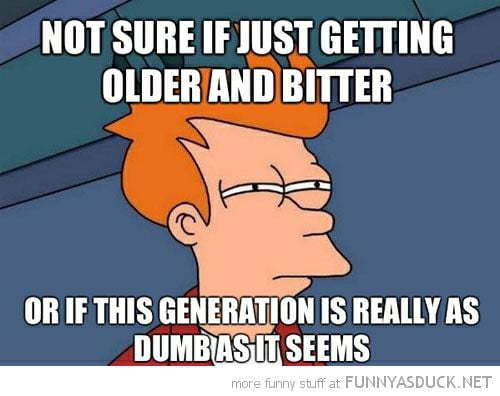 NOT SURE IF JUST GETTING
OLDER AND BITTER
OR IF THIS GENERATION IS REALLY AS
DUMB AS IT SEEMS
more funny stuff at FUNNYASDUCK.NET